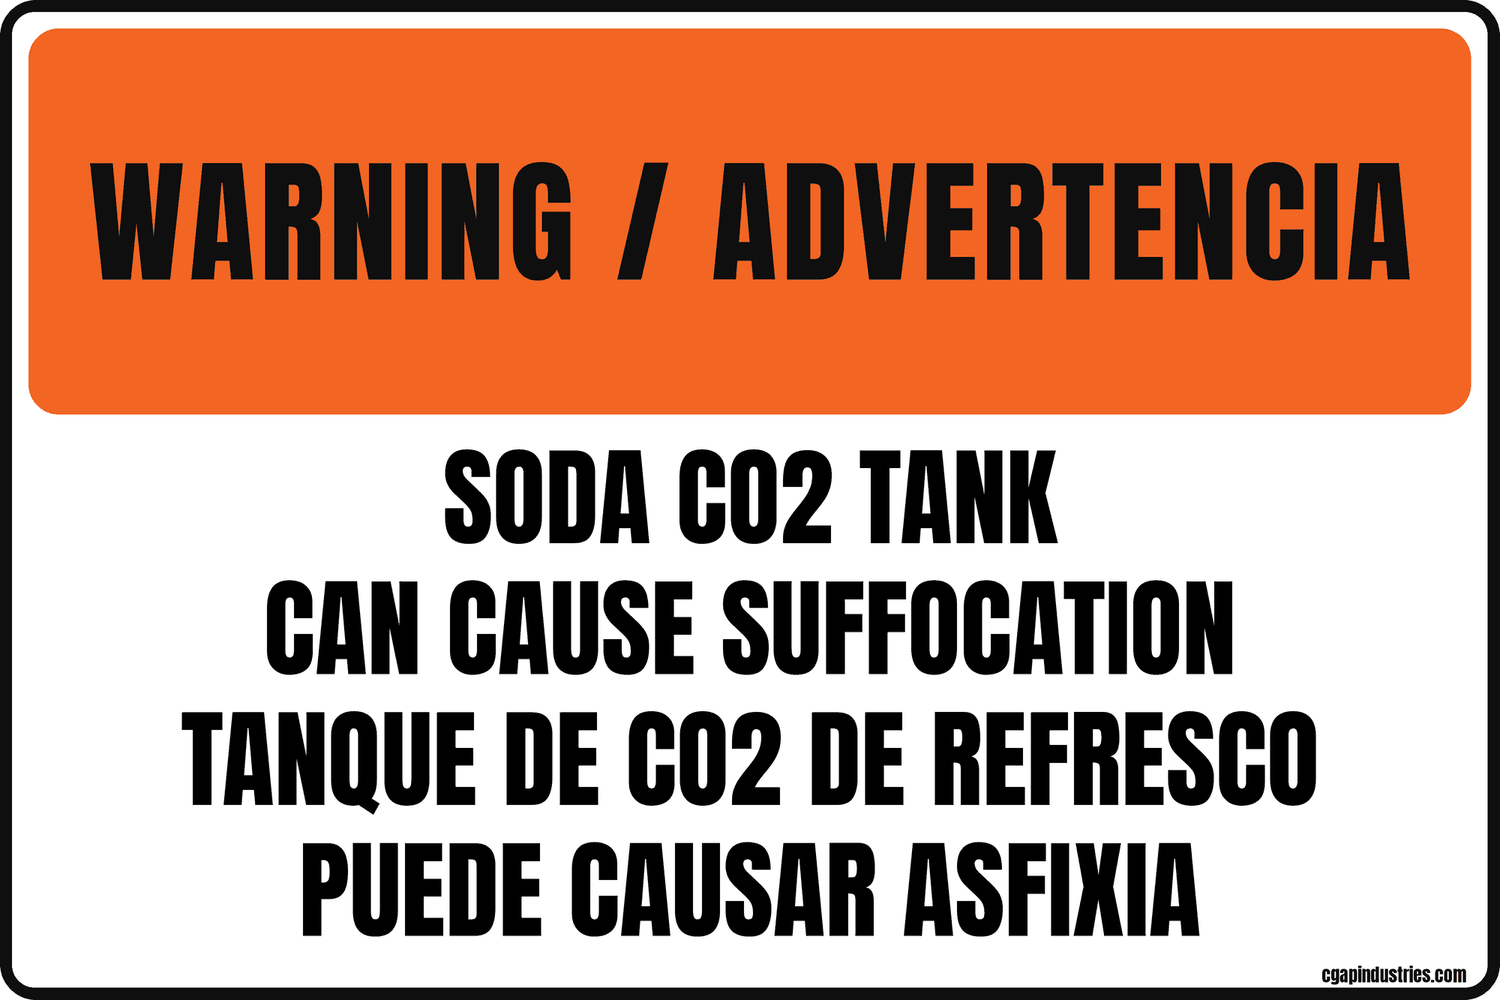 WARNING / ADVERTENCIA
SODA CO2 TANK
CAN CAUSE SUFFOCATION
TANQUE DE CO2 DE REFRESCO
PUEDE CAUSAR ASFIXIA
cgapindustries.com